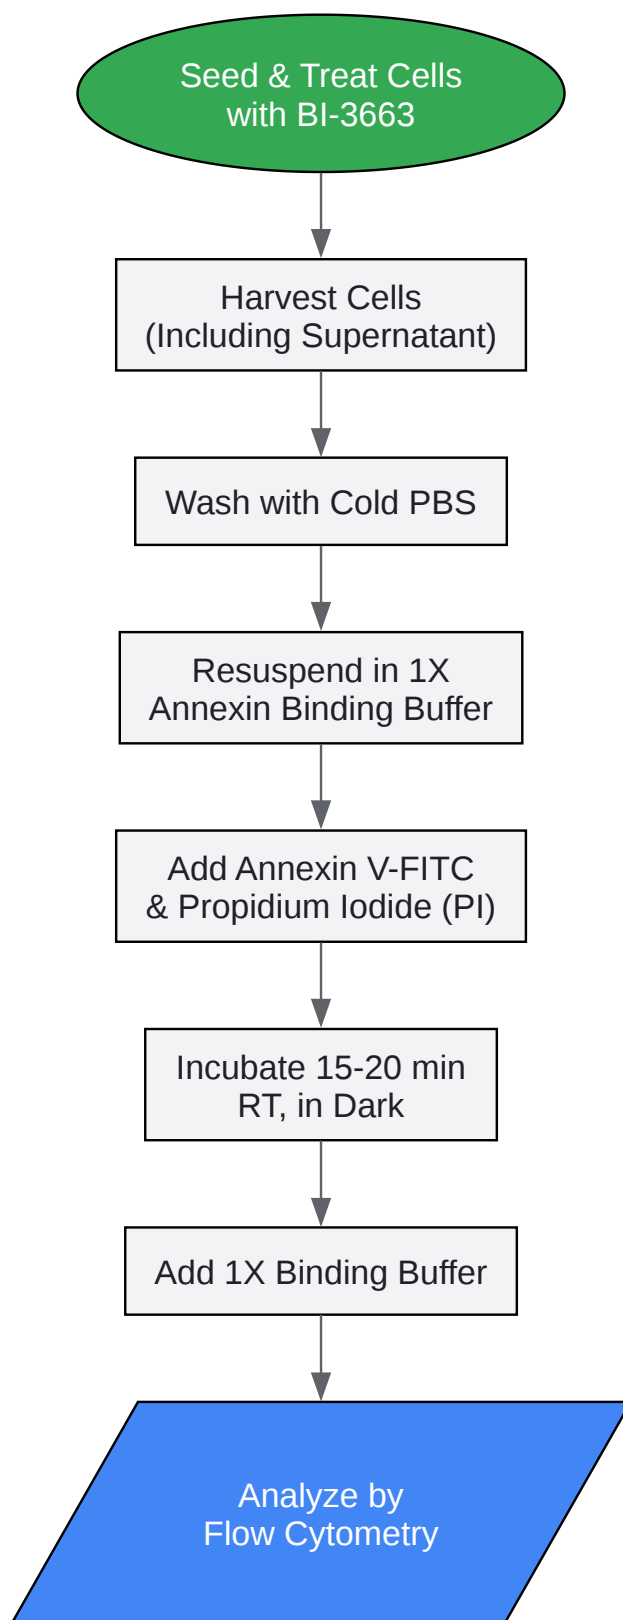 Seed & Treat Cells
with BI-3663
Harvest Cells
(Including Supernatant)
Wash with Cold PBS
Resuspend in 1X
Annexin Binding Buffer
Add Annexin V-FITC
& Propidium Iodide (PI)
Incubate 15-20 min
RT, in Dark
Add 1X Binding Buffer
Analyze by
Flow Cytometry